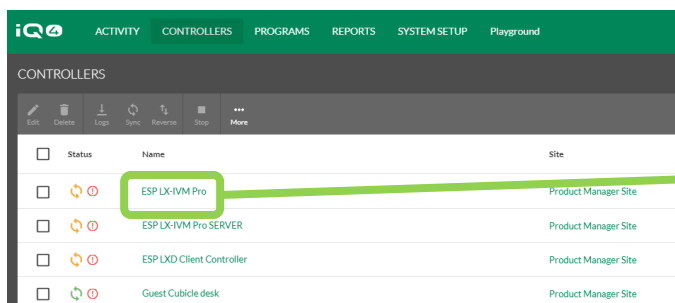 iQ4 ACTIVITY CONTROLLERS PROGRAMS REPORTS SYSTEM SETUP Playground
CONTROLLERS
Edit Delete Logs Sync Reverse Stop More
Status Name Site
ESP LX-IVM Pro Product Manager Site
ESP LX-IVM Pro SERVER Product Manager Site
ESP LXD Client Controller Product Manager Site
Guest Cubicle desk Product Manager Site